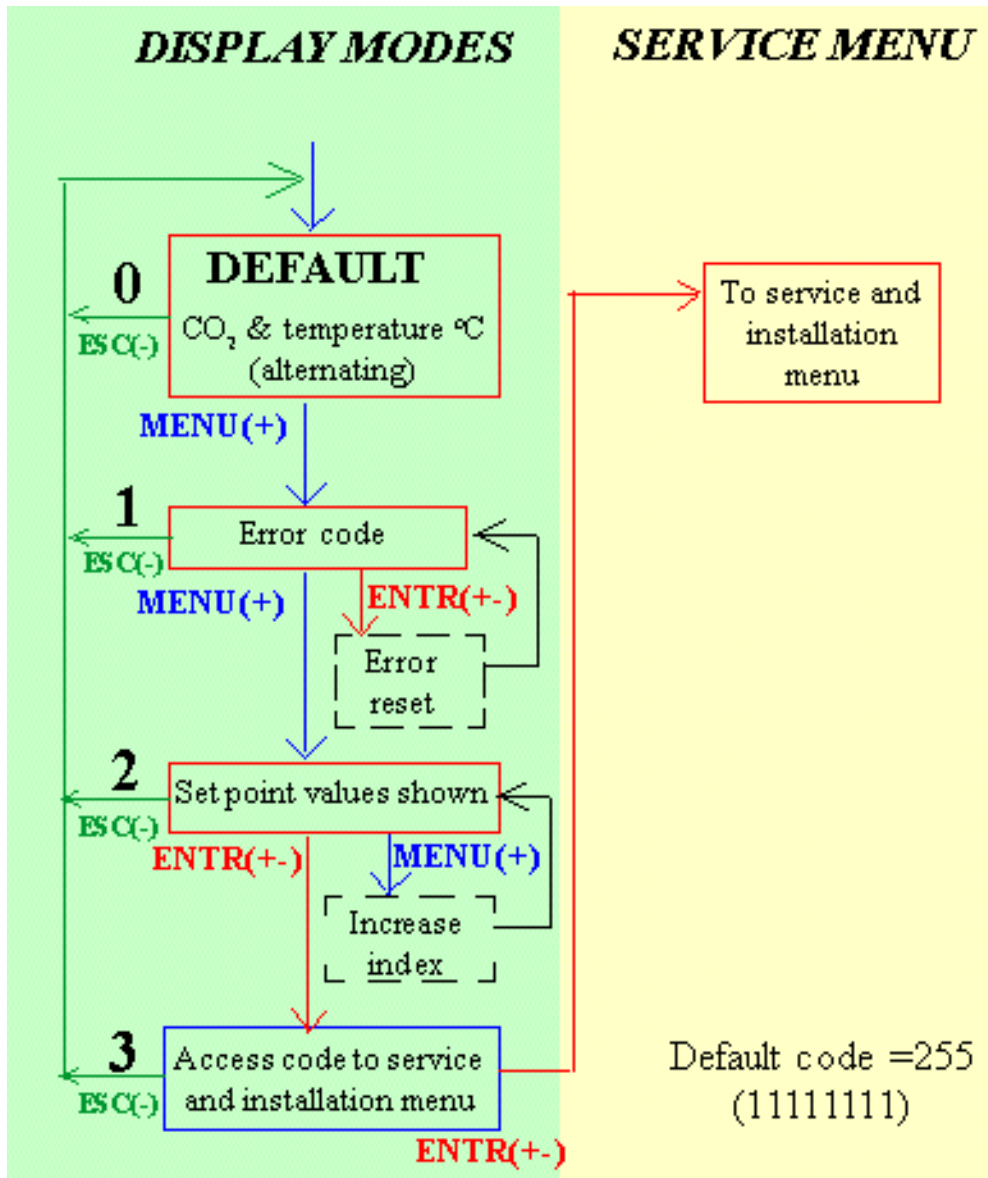 DISPLAY MODES
SERVICE MENU
0
DEFAULT
CO₂ & temperature ºC
(alternating)
ESC(-)
To service and
installation
menu
MENU(+)
1
Error code
ESC(-)
MENU(+)
ENTR(+-)
Error
reset
2
Set point values shown
ESC(-)
ENTR(+-)
MENU(+)
Increase
index
3
Access code to service
and installation menu
ESC(-)
ENTR(+-)
Default code =255
(11111111)